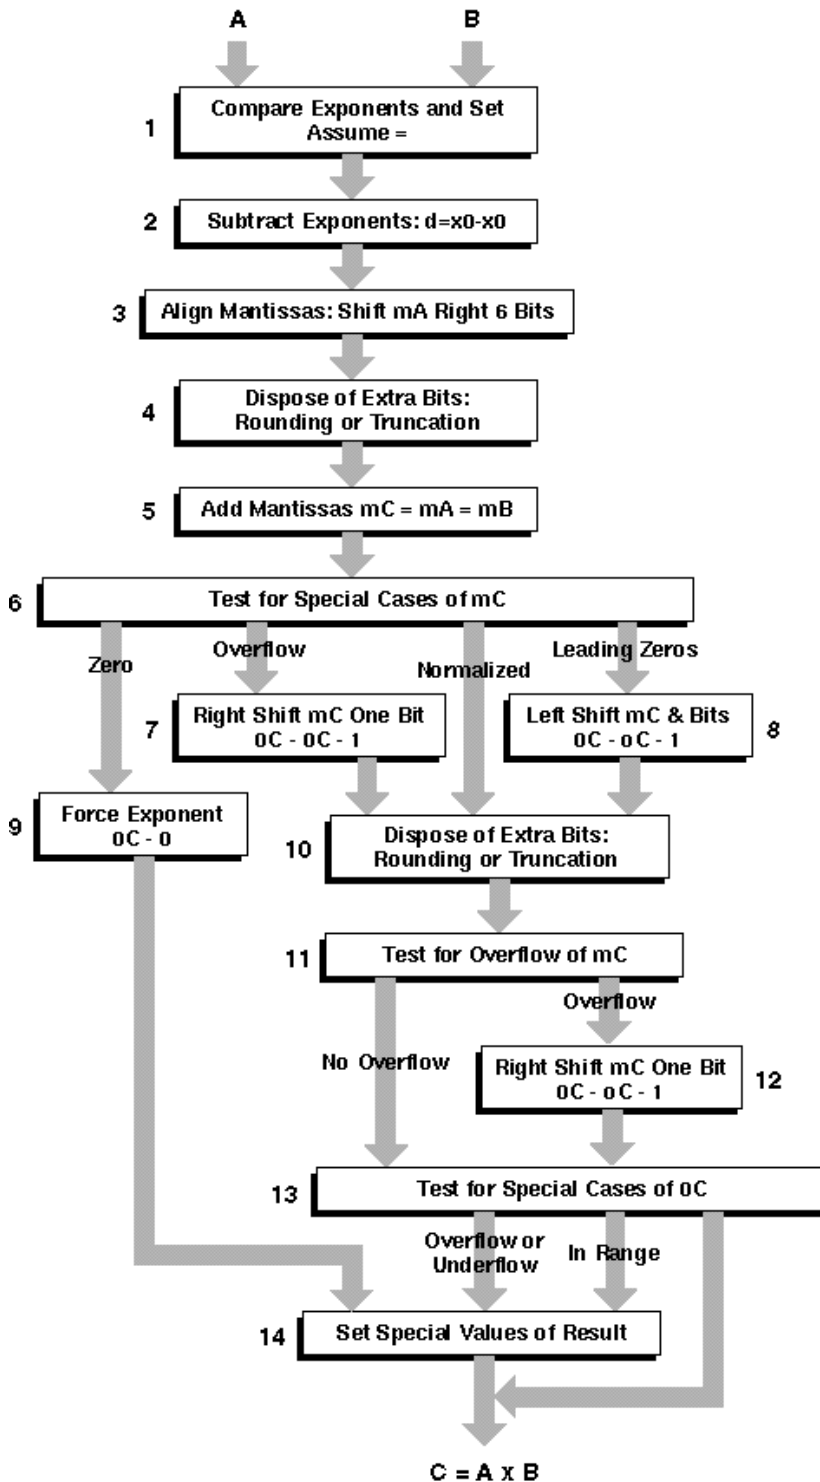 A
B
1
Compare Exponents and Set
Assume =
2
Subtract Exponents: d=x0-x0
3
Align Mantissas: Shift mA Right 6 Bits
4
Dispose of Extra Bits:
Rounding or Truncation
5
Add Mantissas mC = mA = mB
6
Test for Special Cases of mC
Zero
Overflow
Normalized
Leading Zeros
7
Right Shift mC One Bit
0C - 0C - 1
Left Shift mC & Bits
0C - oC - 1
8
9
Force Exponent
0C - 0
10
Dispose of Extra Bits:
Rounding or Truncation
11
Test for Overflow of mC
Overflow
No Overflow
Right Shift mC One Bit
0C - oC - 1
12
13
Test for Special Cases of 0C
Overflow or
Underflow
In Range
14
Set Special Values of Result
C = A x B